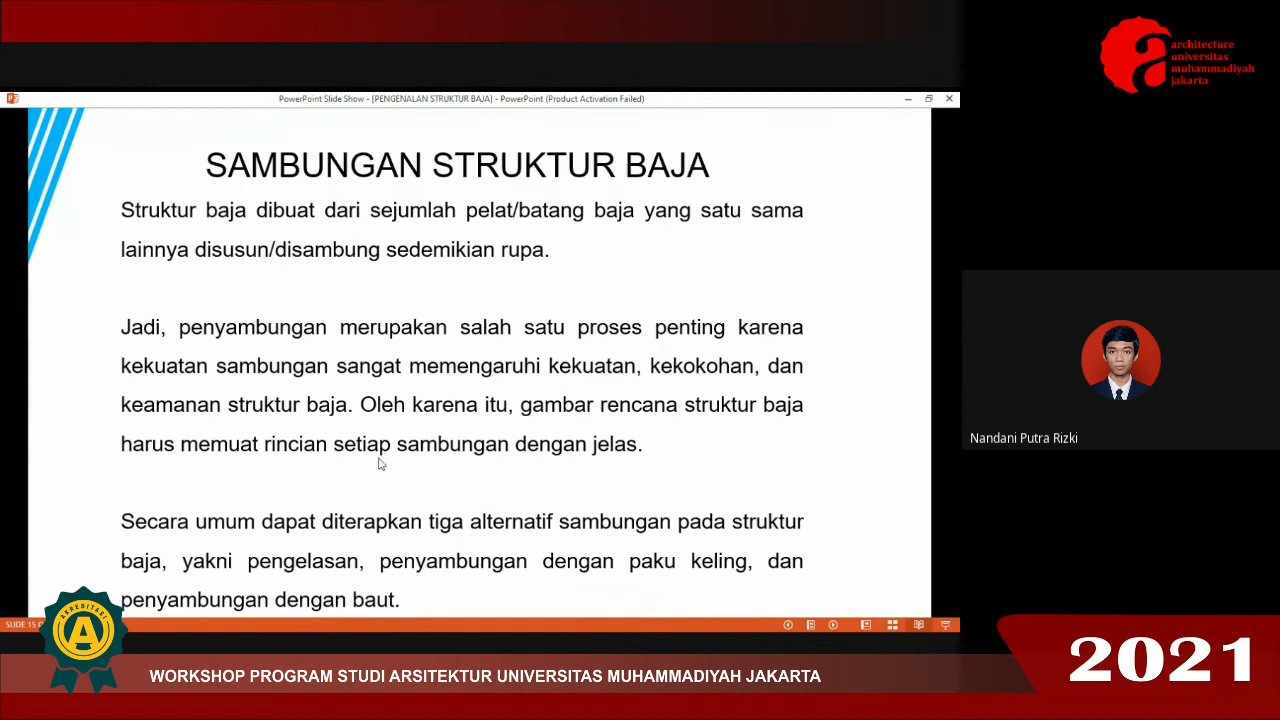 architecture
universitas
muhammadiyah
jakarta
PowerPoint Slide Show - [PENGENALAN STRUKTUR BAJA] - PowerPoint (Product Activation Failed)
SAMBUNGAN STRUKTUR BAJA
Struktur baja dibuat dari sejumlah pelat/batang baja yang satu sama
lainnya disusun/disambung sedemikian rupa.
Jadi, penyambungan merupakan salah satu proses penting karena
kekuatan sambungan sangat memengaruhi kekuatan, kekokohan, dan
keamanan struktur baja. Oleh karena itu, gambar rencana struktur baja
harus memuat rincian setiap sambungan dengan jelas.
Secara umum dapat diterapkan tiga alternatif sambungan pada struktur
baja, yakni pengelasan, penyambungan dengan paku keling, dan
penyambungan dengan baut.
Nandani Putra Rizki
SLIDE 15
AKREDITASI
A
WORKSHOP PROGRAM STUDI ARSITEKTUR UNIVERSITAS MUHAMMADIYAH JAKARTA
2021